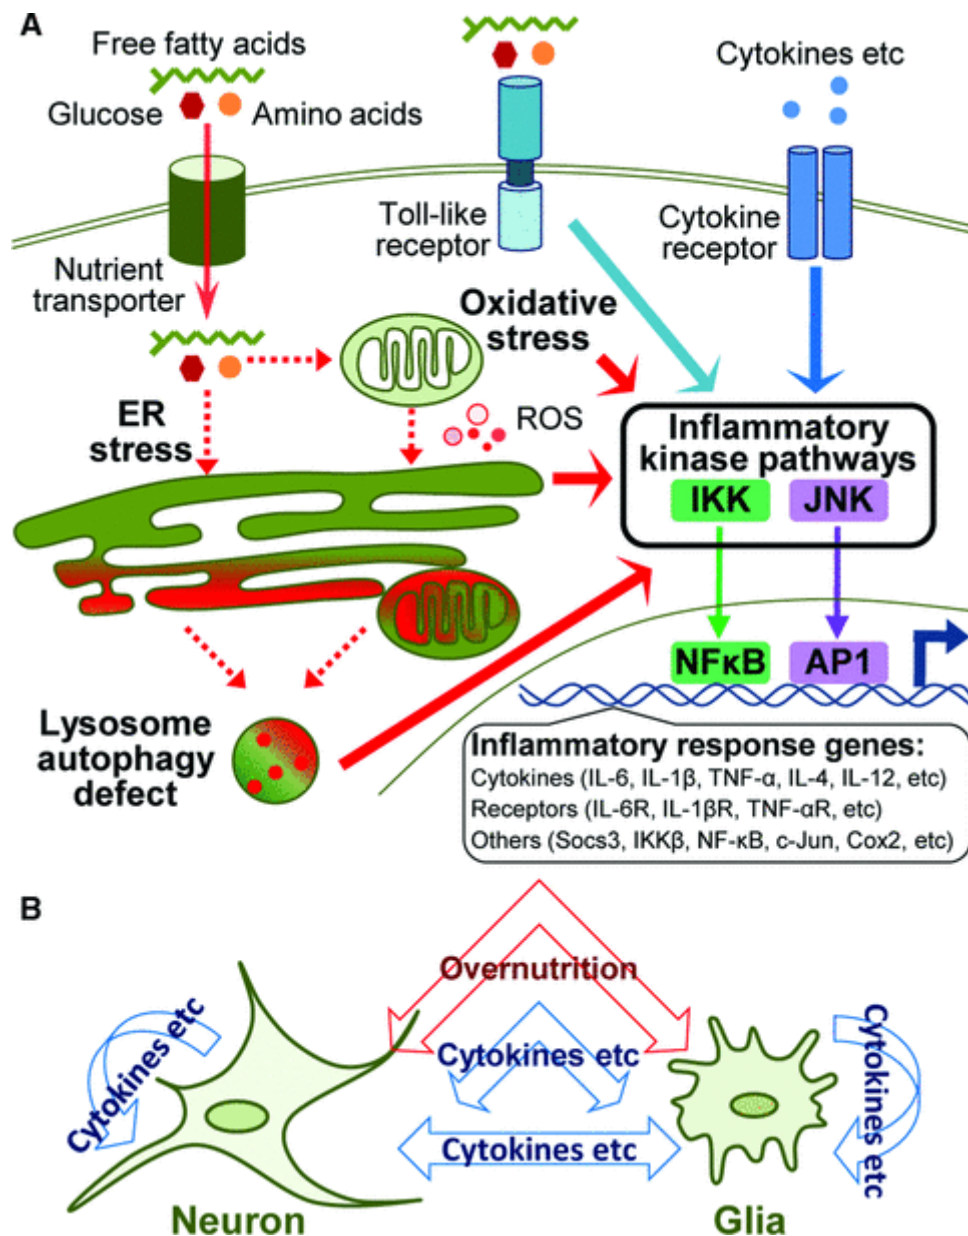 A
Free fatty acids
Glucose
Amino acids
Cytokines etc
Toll-like
receptor
Cytokine
receptor
Nutrient
transporter
Oxidative
stress
ER
stress
ROS
Inflammatory
kinase pathways
IKK
JNK
NFκB
AP1
Lysosome
autophagy
defect
Inflammatory response genes:
Cytokines (IL-6, IL-1β, TNF-α, IL-4, IL-12, etc)
Receptors (IL-6R, IL-1βR, TNF-αR, etc)
Others (Socs3, IKKβ, NF-κB, c-Jun, Cox2, etc)
B
Overnutrition
Cytokines etc
Cytokines etc
Cytokines etc
Cytokines etc
Neuron
Glia